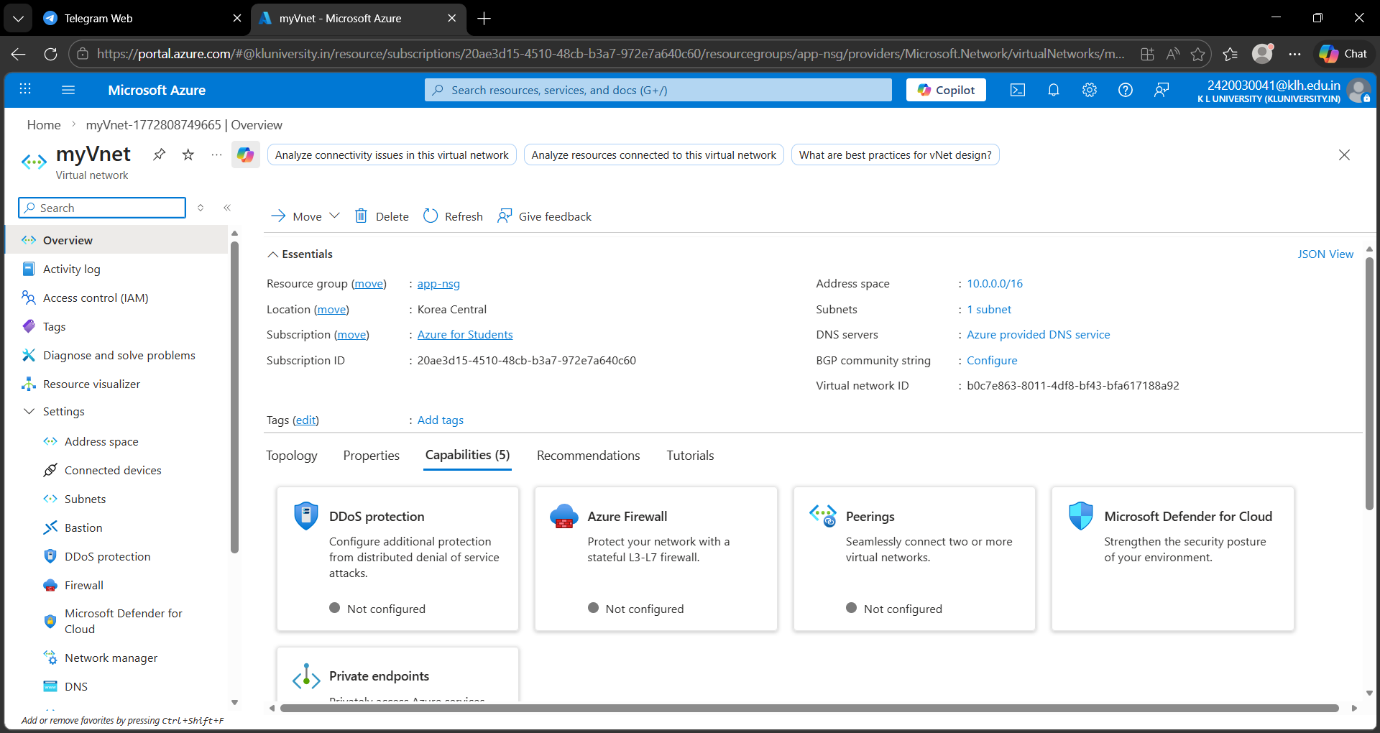 Telegram Web
myVnet - Microsoft Azure
https://portal.azure.com/#@kluniversity.in/resource/subscriptions/20ae3d15-4510-48cb-b3a7-972e7a640c60/resourcegroups/app-nsg/providers/Microsoft.Network/virtualNetworks/m...
Chat
Microsoft Azure
Search resources, services, and docs (G+/)
Copilot
2420030041@klh.edu.in
K L UNIVERSITY (KLUNIVERSITY.IN)
Home > myVnet-1772808749665 | Overview
myVnet
Virtual network
Analyze connectivity issues in this virtual network
Analyze resources connected to this virtual network
What are best practices for vNet design?
Search
Overview
Activity log
Access control (IAM)
Tags
Diagnose and solve problems
Resource visualizer
Settings
Address space
Connected devices
Subnets
Bastion
DDoS protection
Firewall
Microsoft Defender for
Cloud
Network manager
DNS
Add or remove favorites by pressing Ctrl+Shift+F
Move
Delete
Refresh
Give feedback
Essentials
JSON View
Resource group (move) : app-nsg
Location (move) : Korea Central
Subscription (move) : Azure for Students
Subscription ID : 20ae3d15-4510-48cb-b3a7-972e7a640c60
Address space : 10.0.0.0/16
Subnets : 1 subnet
DNS servers : Azure provided DNS service
BGP community string : Configure
Virtual network ID : b0c7e863-8011-4df8-bf43-bfa617188a92
Tags (edit) : Add tags
Topology
Properties
Capabilities (5)
Recommendations
Tutorials
DDoS protection
Configure additional protection
from distributed denial of service
attacks.
Not configured
Azure Firewall
Protect your network with a
stateful L3-L7 firewall.
Not configured
Peerings
Seamlessly connect two or more
virtual networks.
Not configured
Microsoft Defender for Cloud
Strengthen the security posture
of your environment.
Private endpoints
Privately access Azure services